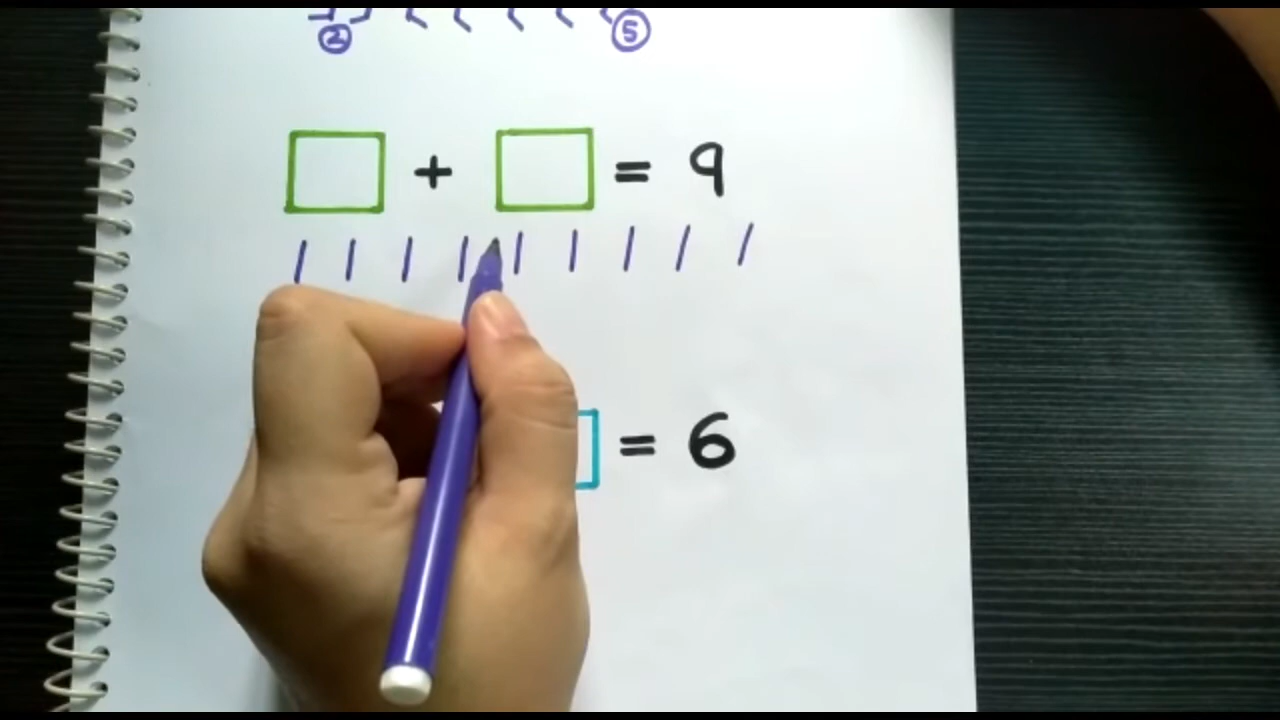 2 5
□ + □ = 9
| | | | | | | | |
□ = 6